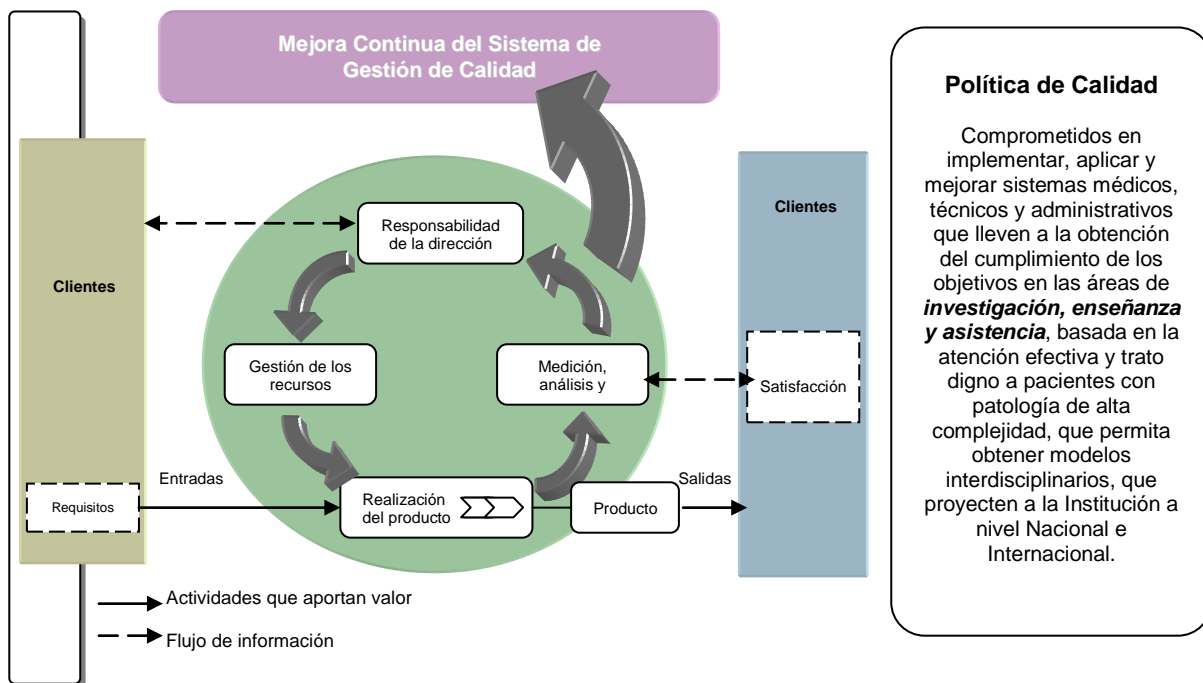 Mejora Continua del Sistema de
Gestión de Calidad
Clientes
Requisitos
Entradas
Responsabilidad
de la dirección
Gestión de los
recursos
Medición,
análisis y
Realización
del producto
Producto
Salidas
Clientes
Satisfacción
Actividades que aportan valor
Flujo de información
Política de Calidad
Comprometidos en
implementar, aplicar y
mejorar sistemas médicos,
técnicos y administrativos
que lleven a la obtención
del cumplimiento de los
objetivos en las áreas de
investigación, enseñanza
y asistencia, basada en la
atención efectiva y trato
digno a pacientes con
patología de alta
complejidad, que permita
obtener modelos
interdisciplinarios, que
proyecten a la Institución a
nivel Nacional e
Internacional.